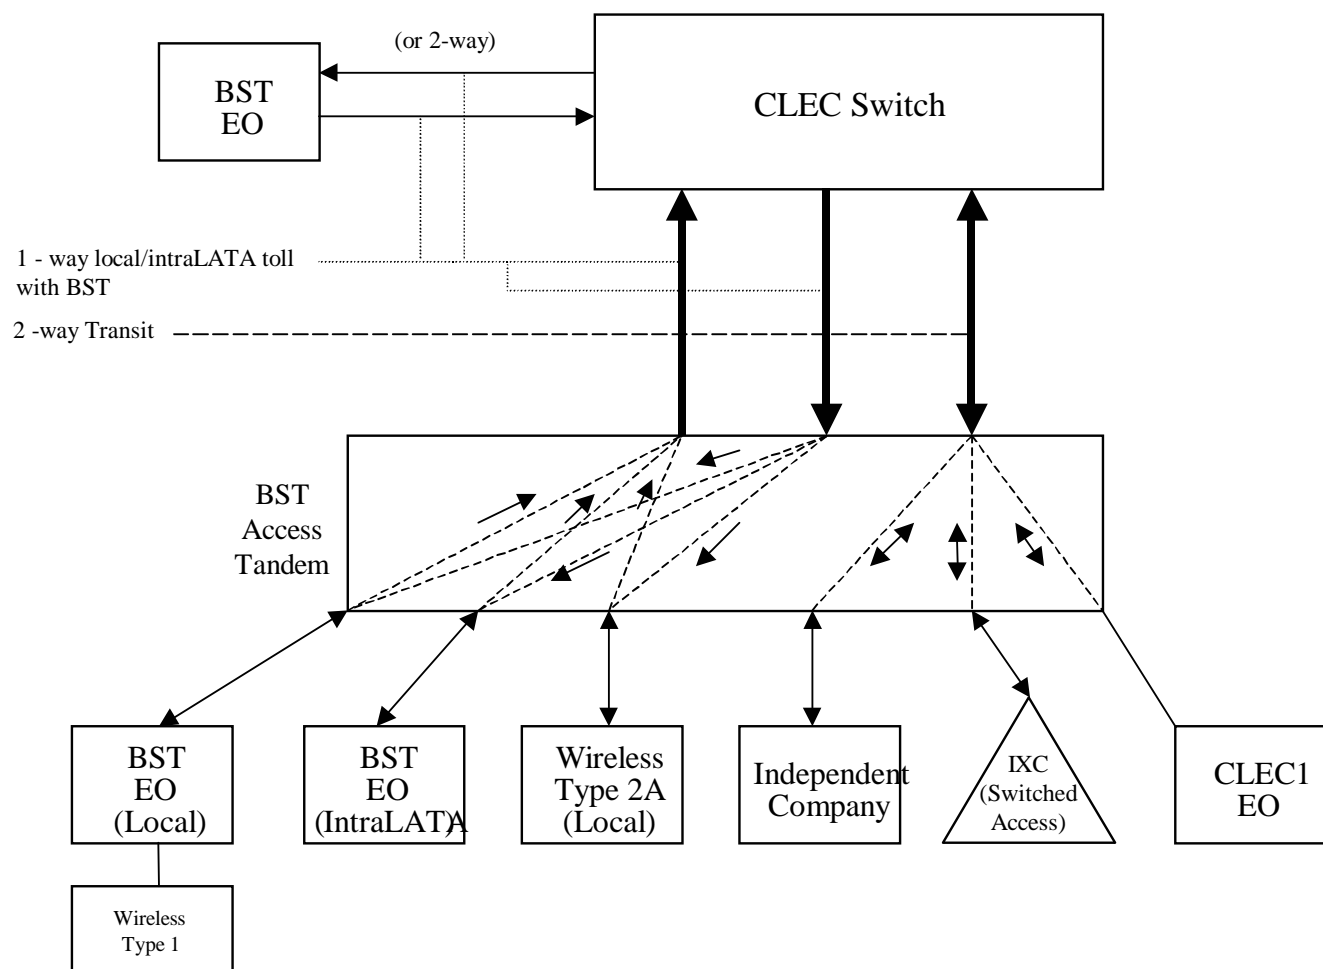 (or 2-way)
BST
EO
CLEC Switch
1 - way local/intraLATA toll
with BST
2 -way Transit
BST
Access
Tandem
BST
EO
(Local)
BST
EO
(IntraLATA)
Wireless
Type 2A
(Local)
Independent
Company
IXC
(Switched
Access)
CLEC1
EO
Wireless
Type 1